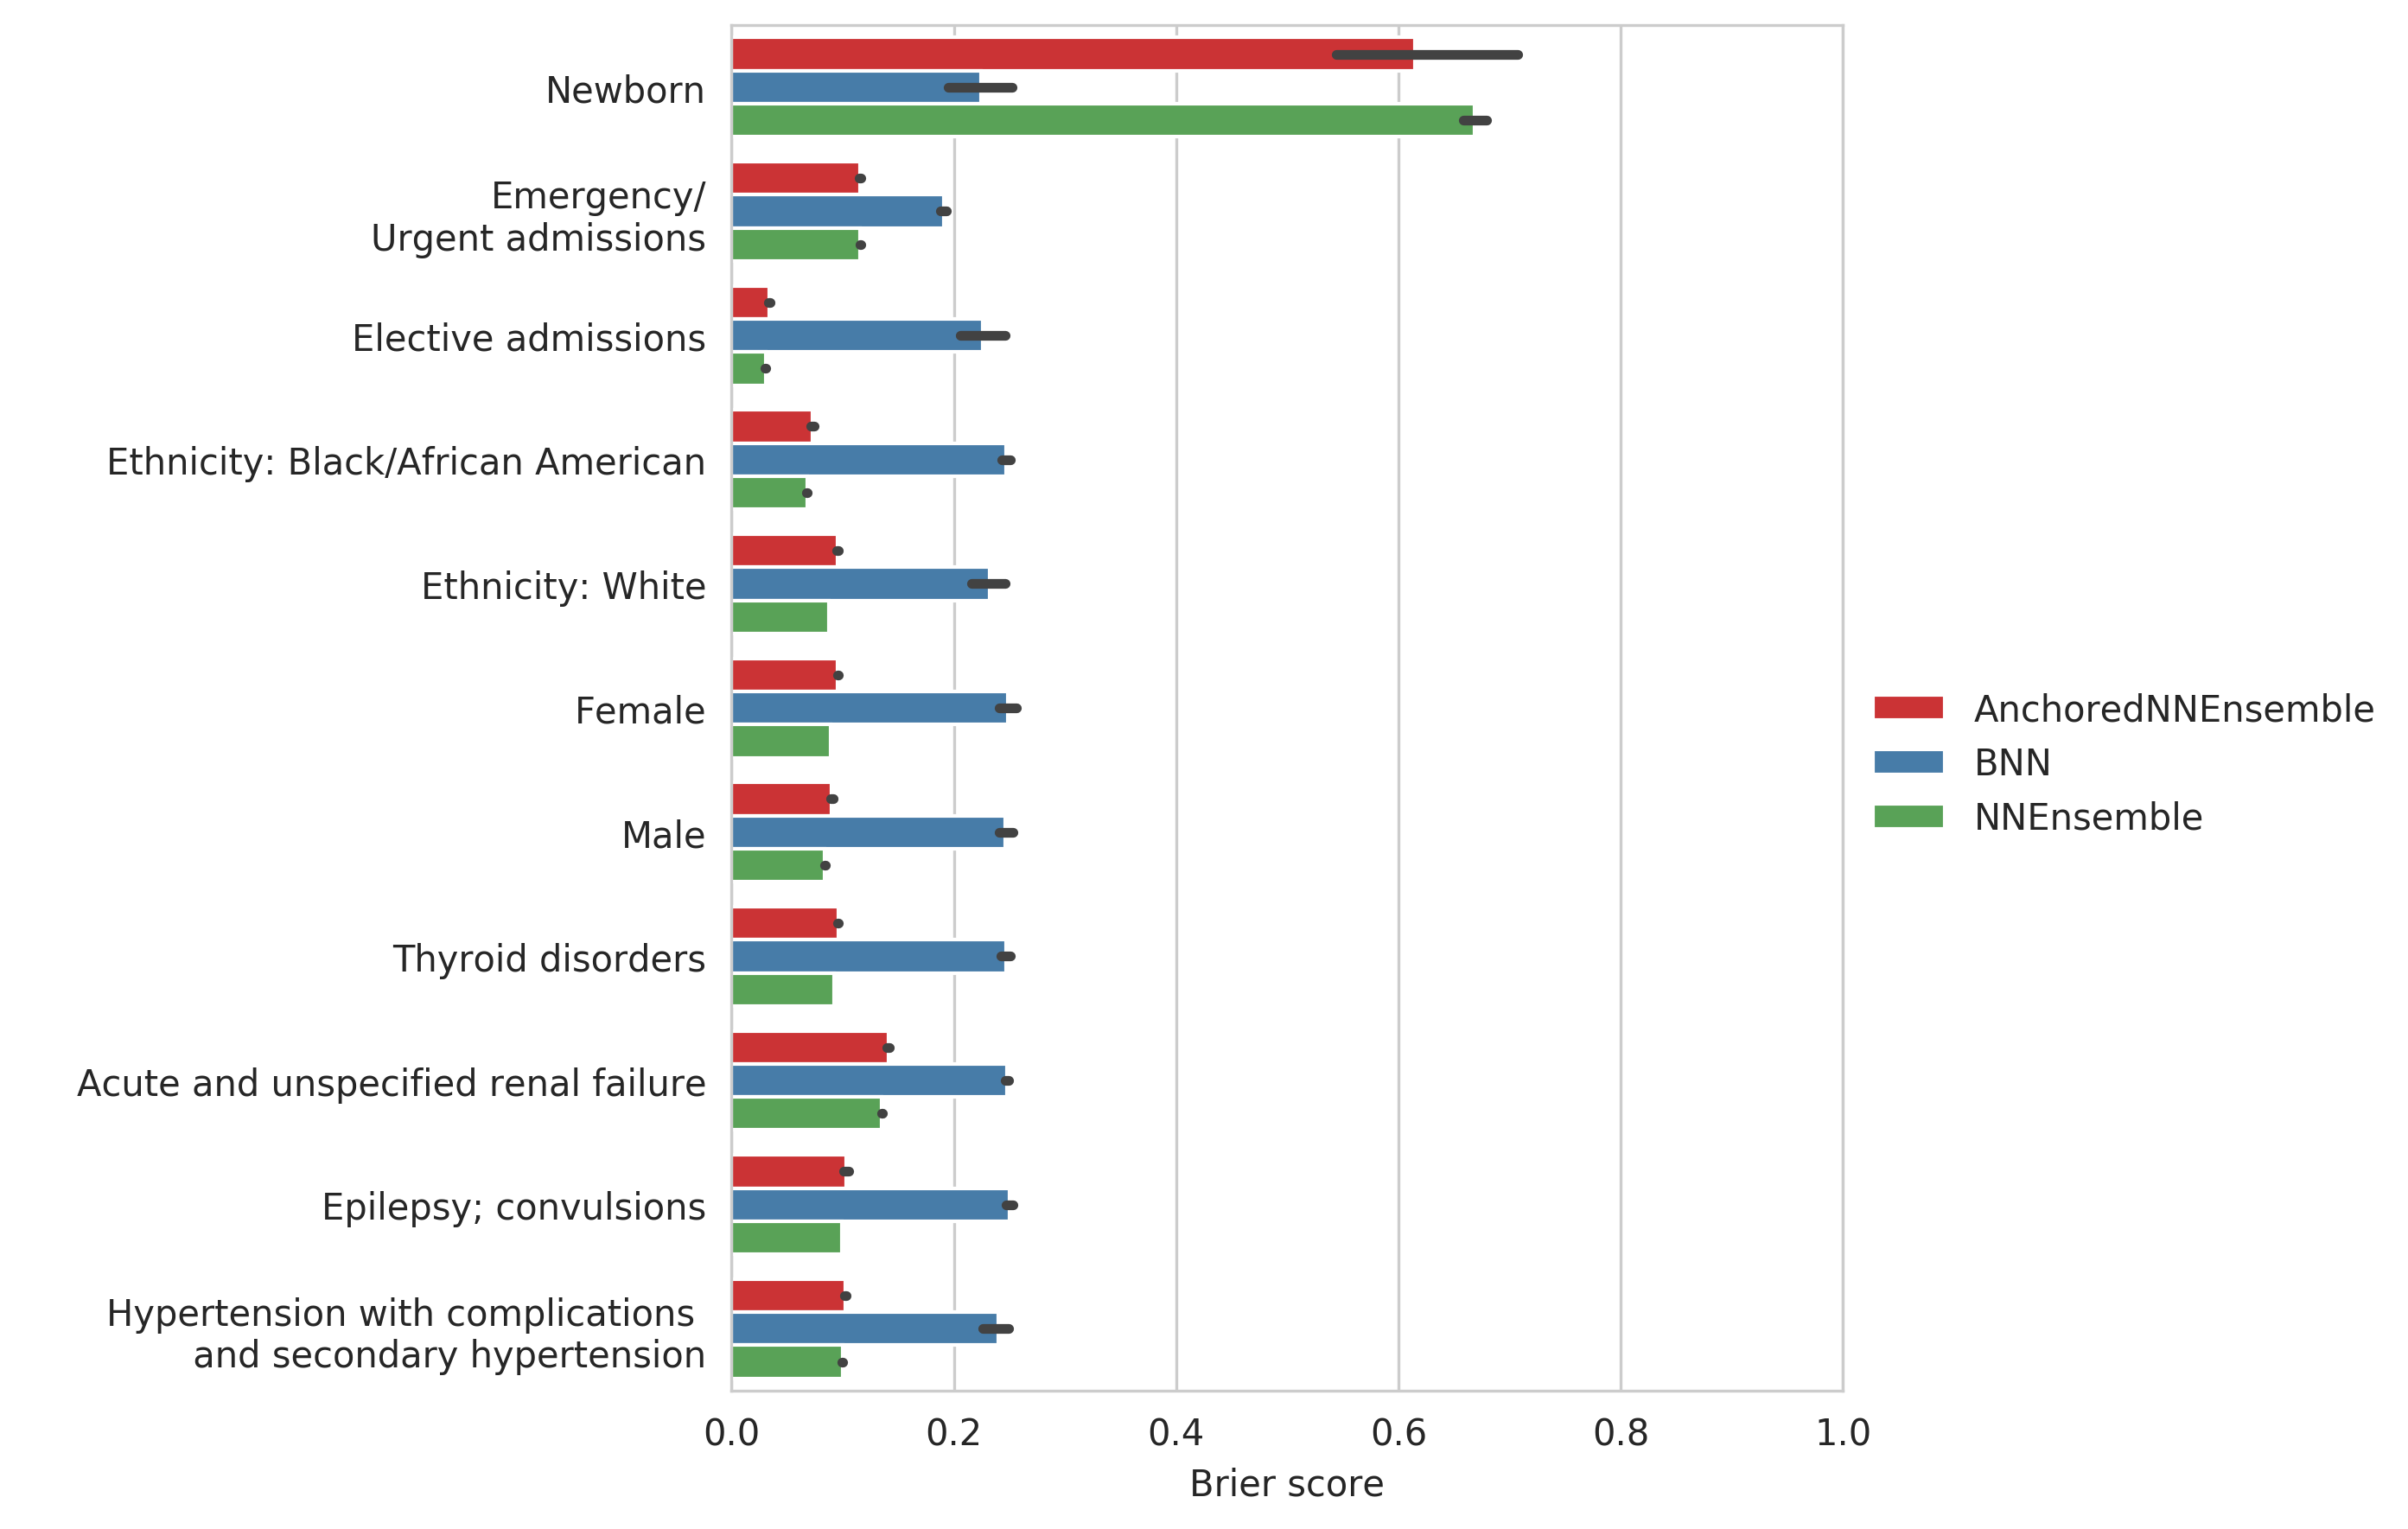 Newborn
Emergency/
Urgent admissions
Elective admissions
Ethnicity: Black/African American
Ethnicity: White
Female
Male
Thyroid disorders
Acute and unspecified renal failure
Epilepsy; convulsions
Hypertension with complications
and secondary hypertension
0.0 0.2 0.4 0.6 0.8 1.0
Brier score
AnchoredNNEnsemble
BNN
NNEnsemble